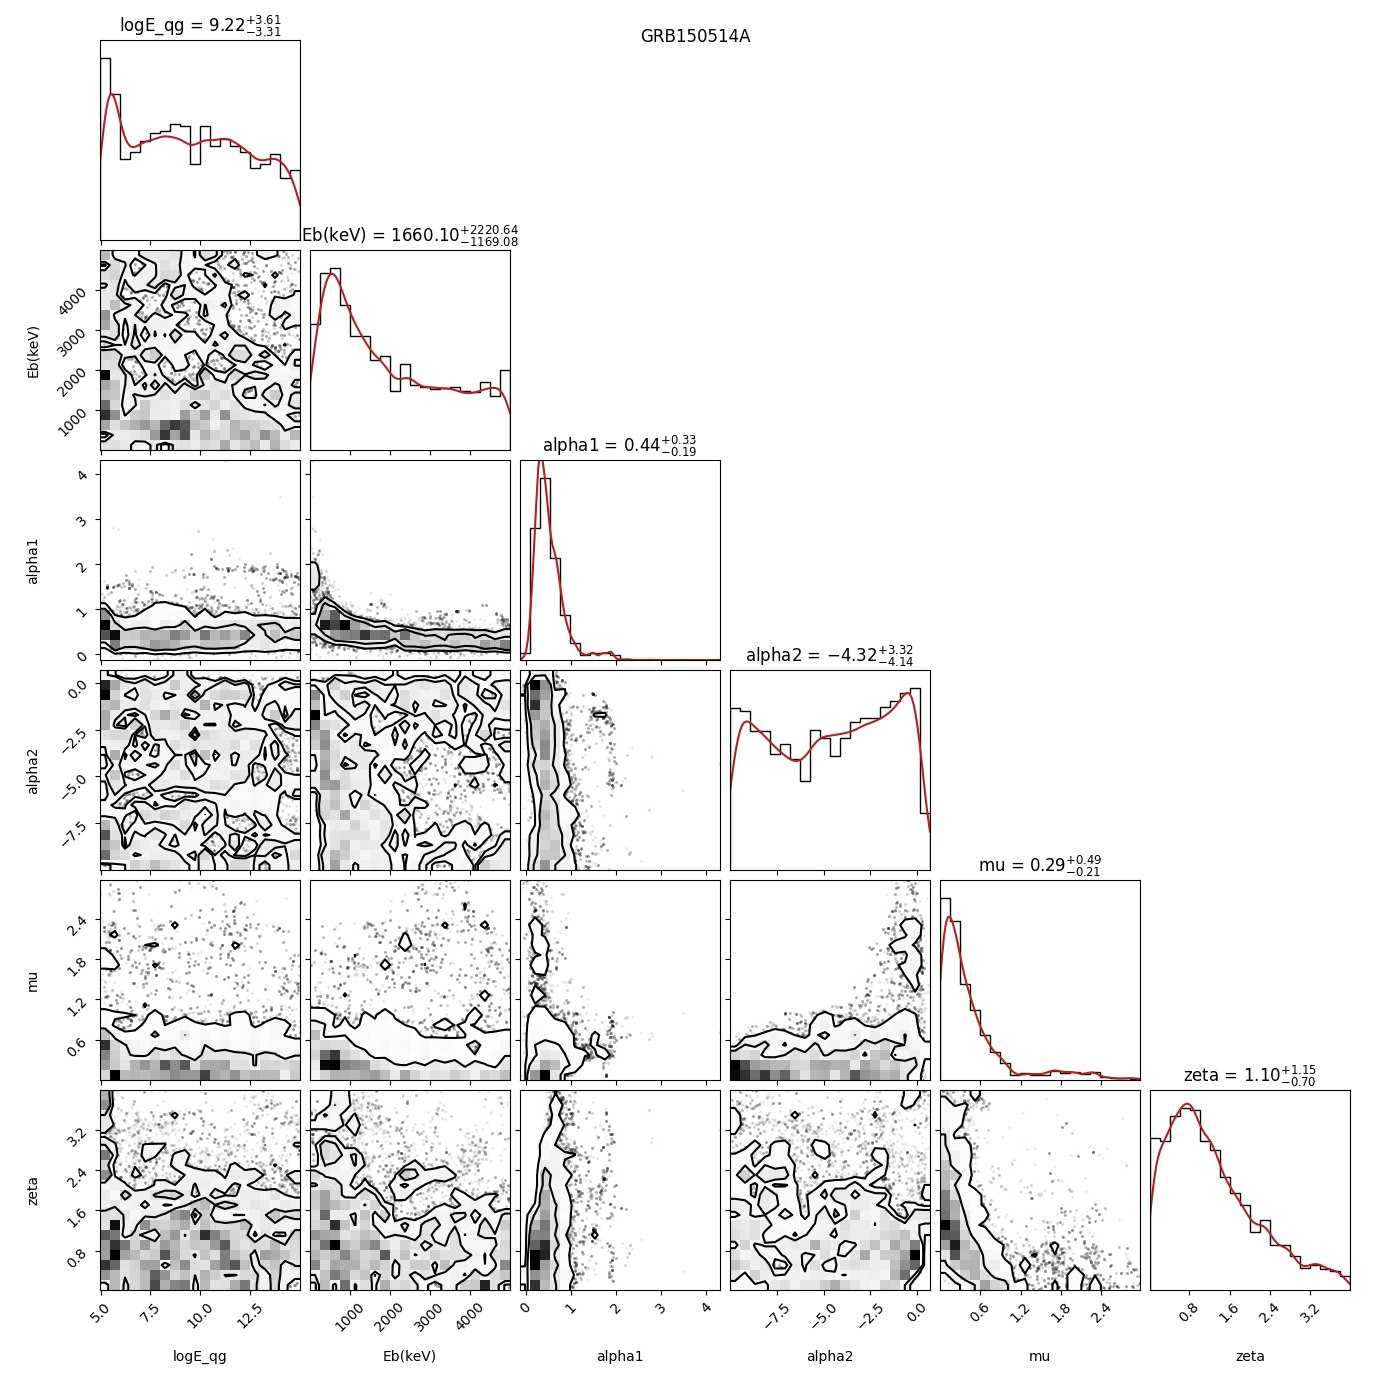 GRB150514A
logE_qg = 9.22+3.61 −3.31
Eb(keV) = 1660.10+2220.64 −1169.08
Eb(keV)
4000
3000
2000
1000
alpha1 = 0.44+0.33 −0.19
alpha1
4
3
2
1
0
alpha2 = −4.32+3.32 −4.14
alpha2
0.0
−2.5
−5.0
−7.5
mu = 0.29+0.49 −0.21
mu
2.4
1.8
1.2
0.6
zeta = 1.10+1.15 −0.70
zeta
3.2
2.4
1.6
0.8
5.0 7.5 10.0 12.5
1000 2000 3000 4000
0 1 2 3 4
−7.5 −5.0 −2.5 0.0
0.6 1.2 1.8 2.4
0.8 1.6 2.4 3.2
logE_qg Eb(keV) alpha1 alpha2 mu zeta